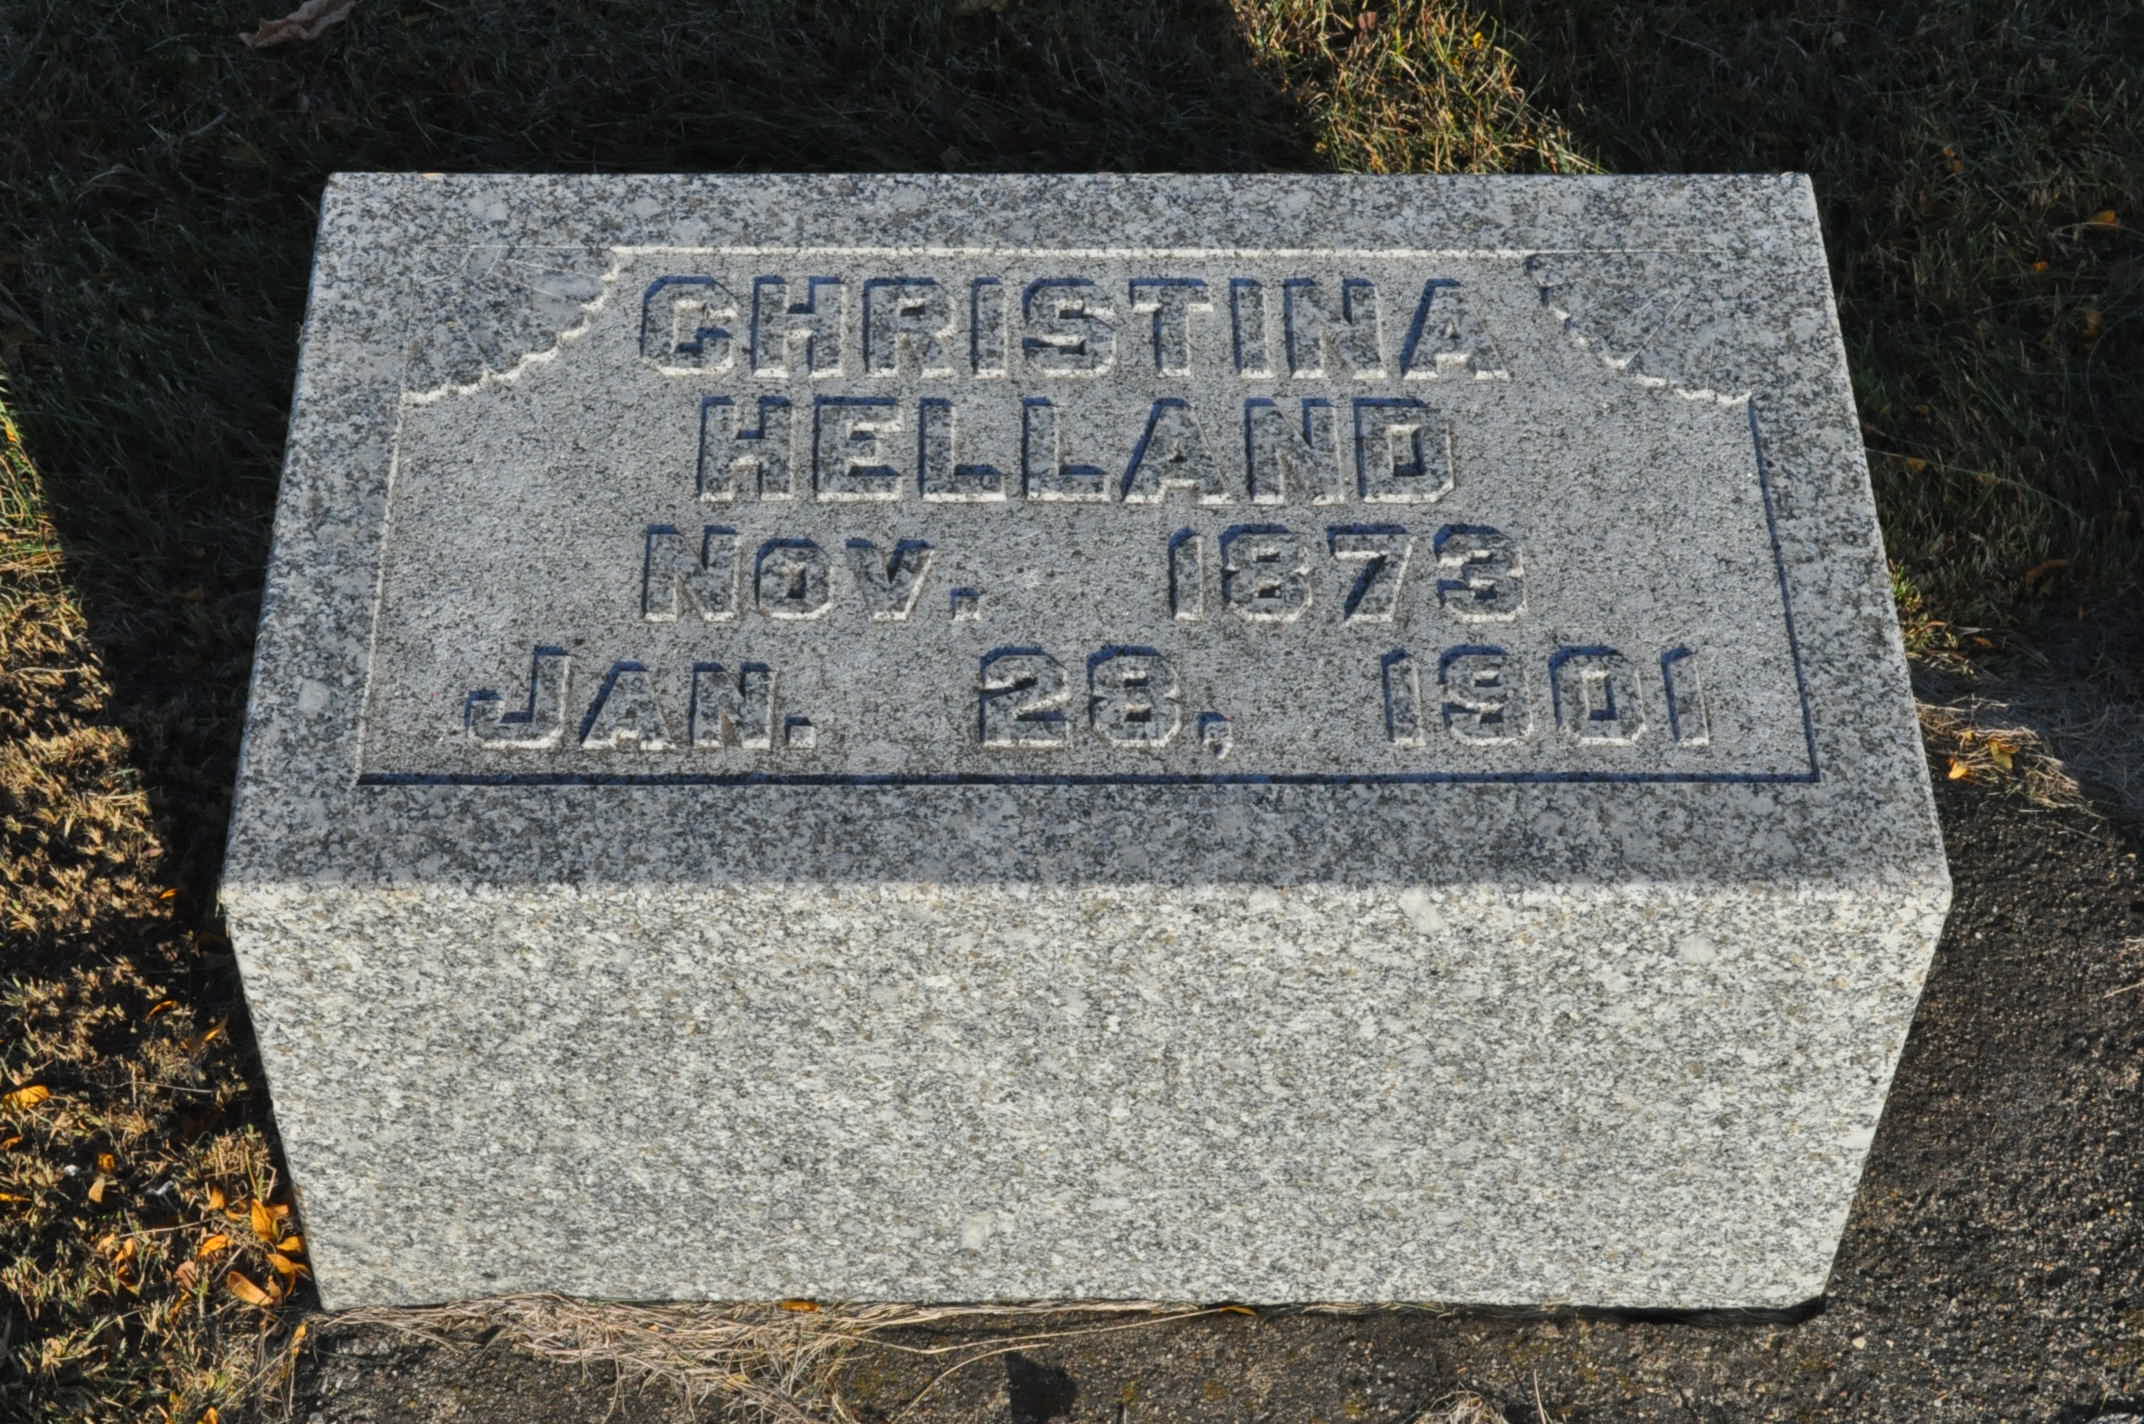 CHRISTINA
HELLAND
NOV. 1873
JAN. 28, 1901